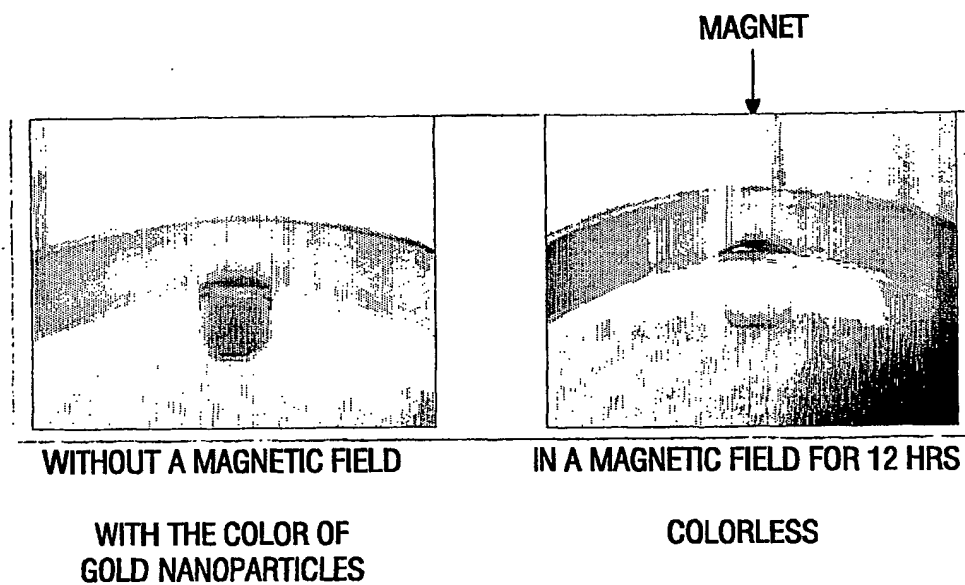 MAGNET
WITHOUT A MAGNETIC FIELD
IN A MAGNETIC FIELD FOR 12 HRS
WITH THE COLOR OF
GOLD NANOPARTICLES
COLORLESS